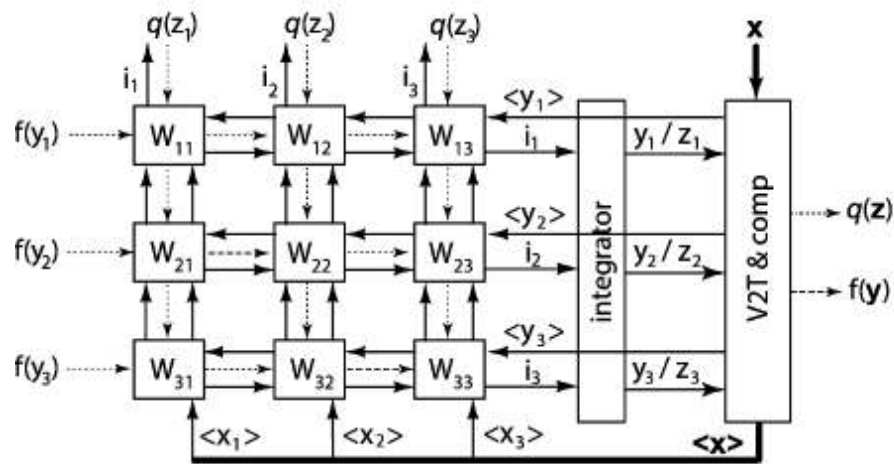 q(z₁) q(z₂) q(z₃) x
i₁ i₂ i₃ <y₁>
f(y₁) W₁₁ W₁₂ W₁₃ i₁ y₁ / z₁
<y₂> q(z)
f(y₂) W₂₁ W₂₂ W₂₃ i₂ integrator y₂ / z₂ V2T & comp
f(y)
<y₃>
f(y₃) W₃₁ W₃₂ W₃₃ i₃ y₃ / z₃
<x₁> <x₂> <x₃> <x>